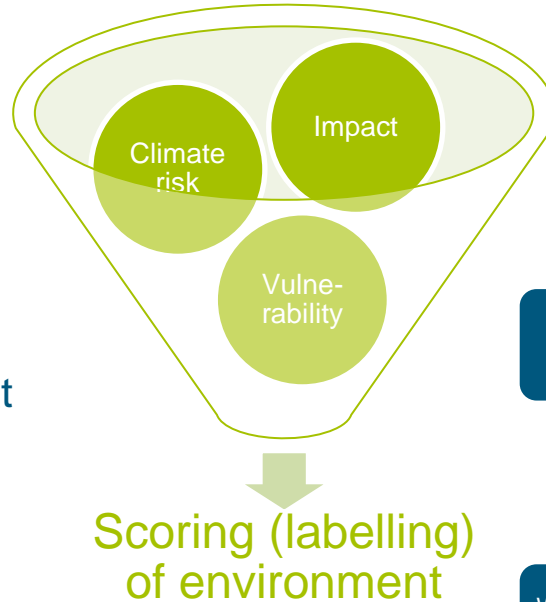 Impact
Climate
risk
Vulne-
rability
t
Scoring (labelling)
of environment